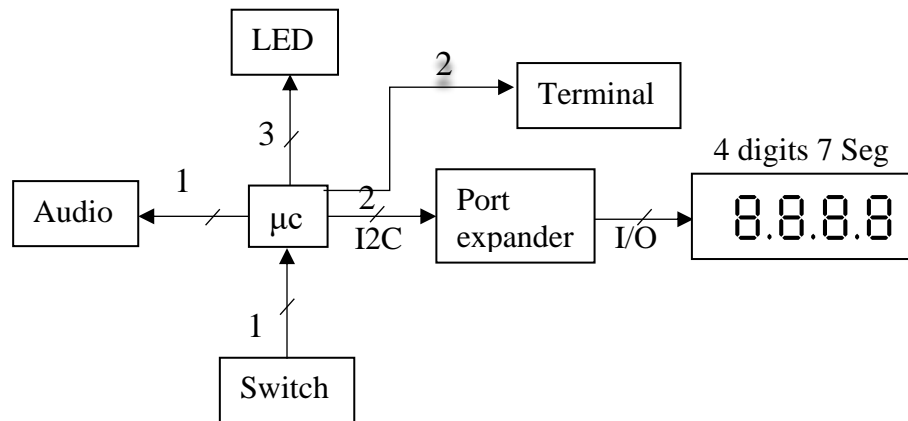 LED
2
Terminal
3
4 digits 7 Seg
1
2
Audio
μc
Port
expander
I2C
I/O
8.8.8.8
1
Switch